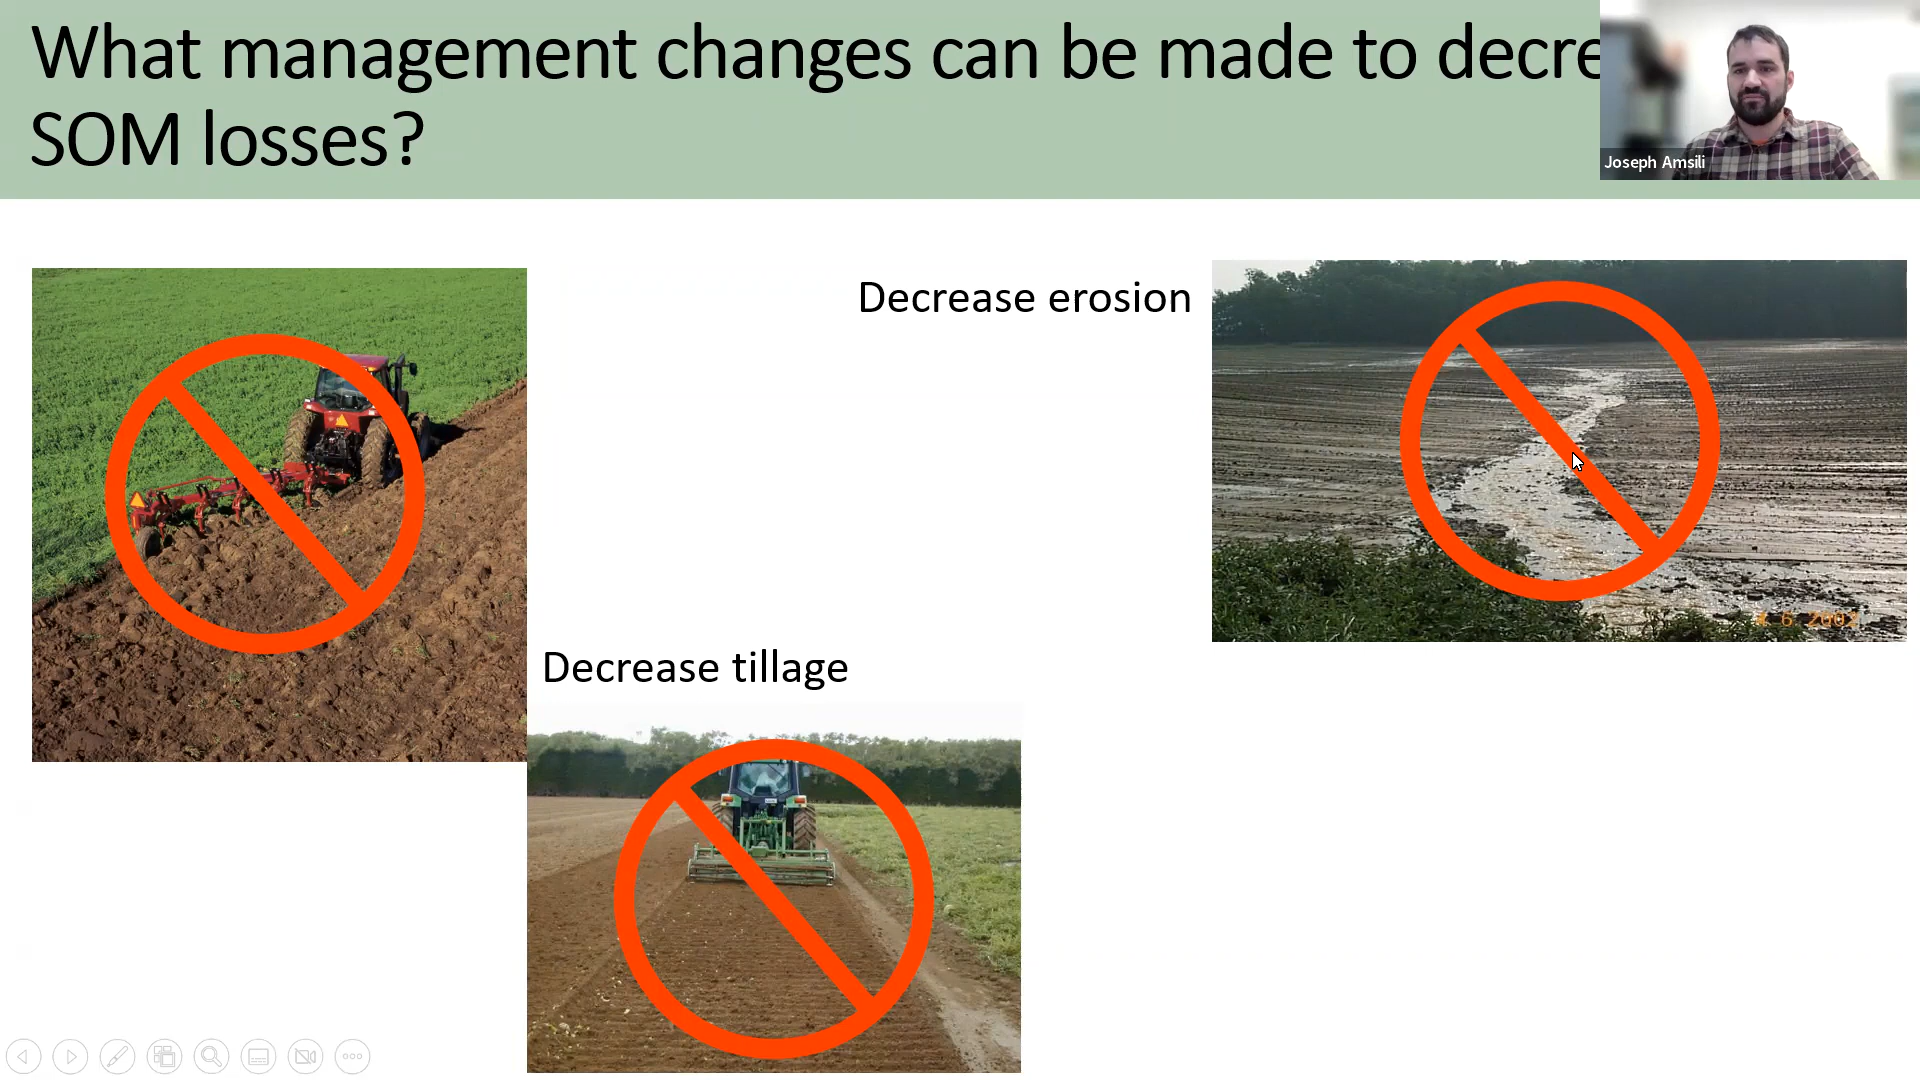 What management changes can be made to decre
SOM losses?
Joseph Amsili
Decrease erosion
Decrease tillage